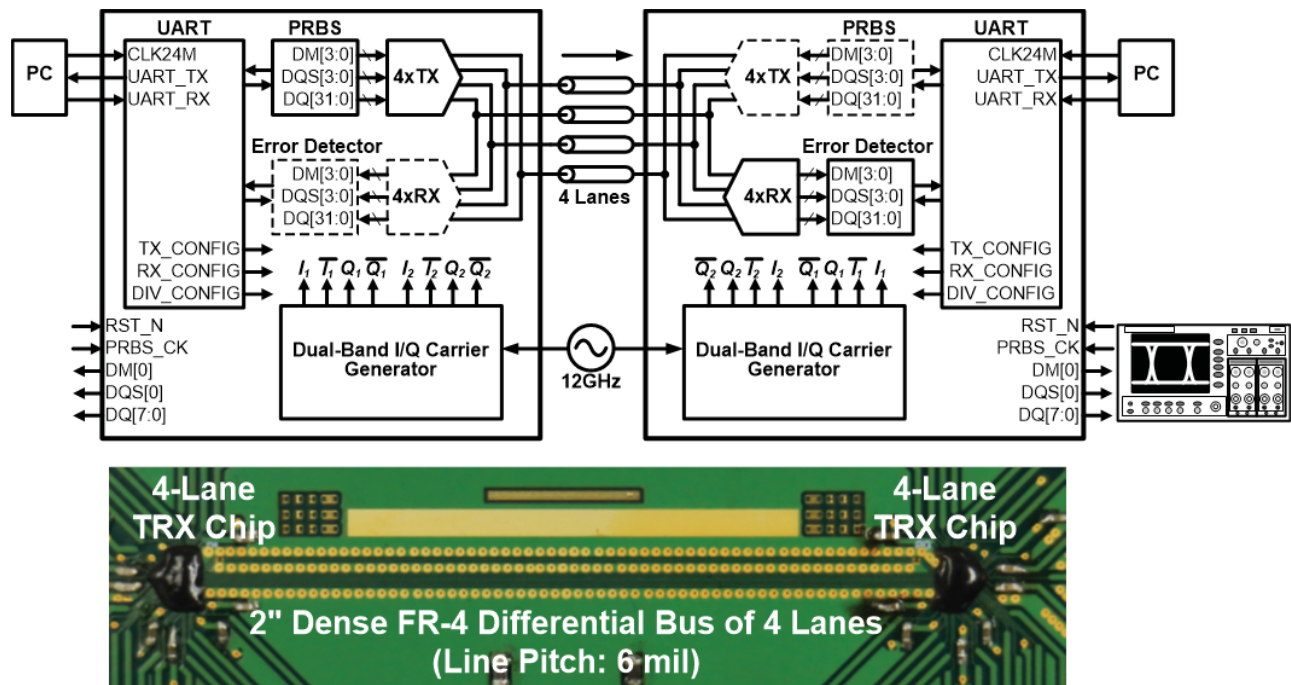 UART
PRBS
PC
CLK24M
UART_TX
UART_RX
DM[3:0]
DQS[3:0]
DQ[31:0]
4xTX
Error Detector
DM[3:0]
DQS[3:0]
DQ[31:0]
4xRX
TX_CONFIG
RX_CONFIG
DIV_CONFIG
I1 T1 Q1 Q1 I2 T2 Q2 Q2
Dual-Band I/Q Carrier
Generator
RST_N
PRBS_CK
DM[0]
DQS[0]
DQ[7:0]
4 Lanes
12GHz
PRBS
UART
4xTX
DM[3:0]
DQS[3:0]
DQ[31:0]
CLK24M
UART_TX
UART_RX
PC
Error Detector
4xRX
DM[3:0]
DQS[3:0]
DQ[31:0]
TX_CONFIG
RX_CONFIG
DIV_CONFIG
Q2 Q2 T2 I2 Q1 Q1 T1 I1
Dual-Band I/Q Carrier
Generator
RST_N
PRBS_CK
DM[0]
DQS[0]
DQ[7:0]
4-Lane
TRX Chip
4-Lane
TRX Chip
2" Dense FR-4 Differential Bus of 4 Lanes
(Line Pitch: 6 mil)